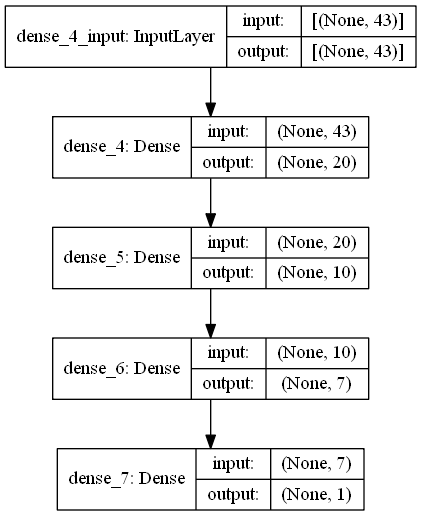 dense_4_input: InputLayer
input: [(None, 43)]
output: [(None, 43)]
dense_4: Dense
input: (None, 43)
output: (None, 20)
dense_5: Dense
input: (None, 20)
output: (None, 10)
dense_6: Dense
input: (None, 10)
output: (None, 7)
dense_7: Dense
input: (None, 7)
output: (None, 1)